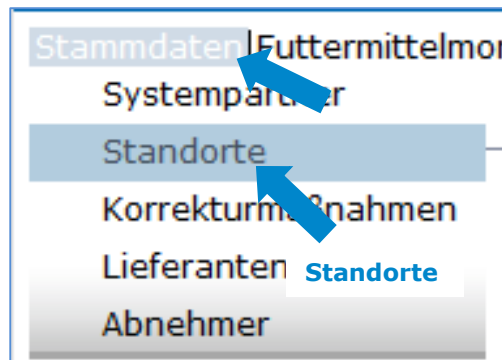 Stammdaten Futtermittelmo
Systempartner
Standorte
Korrekturmaßnahmen
Lieferanten
Standorte
Abnehmer